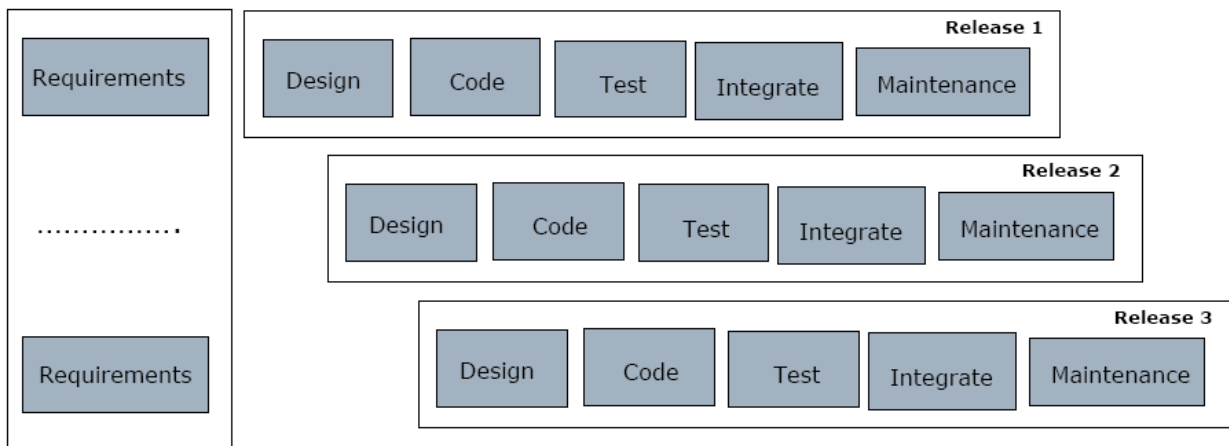 Requirements
................
Requirements
Release 1
Design
Code
Test
Integrate
Maintenance
Release 2
Design
Code
Test
Integrate
Maintenance
Release 3
Design
Code
Test
Integrate
Maintenance